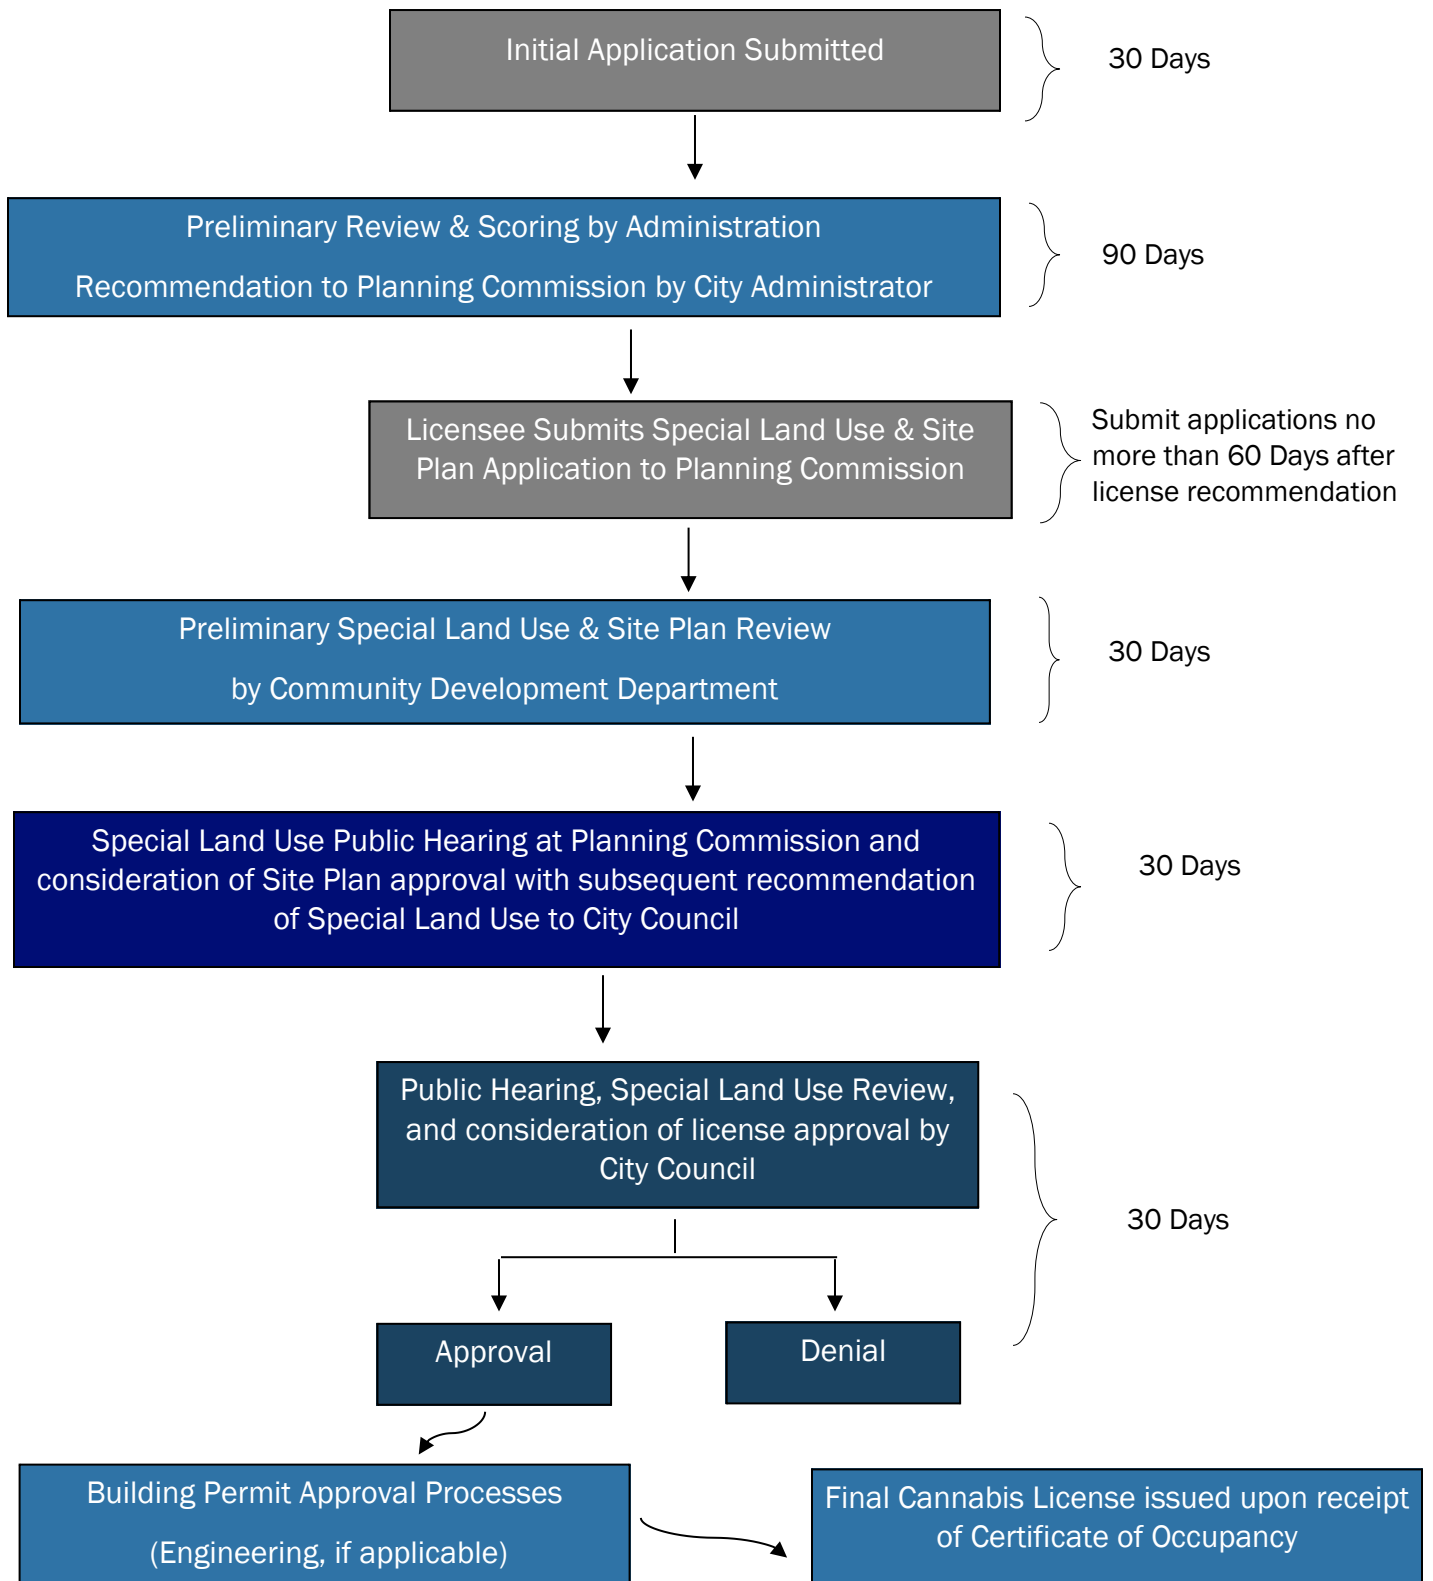 Initial Application Submitted
30 Days
Preliminary Review & Scoring by Administration
Recommendation to Planning Commission by City Administrator
90 Days
Licensee Submits Special Land Use & Site
Plan Application to Planning Commission
Submit applications no
more than 60 Days after
license recommendation
Preliminary Special Land Use & Site Plan Review
by Community Development Department
30 Days
Special Land Use Public Hearing at Planning Commission and
consideration of Site Plan approval with subsequent recommendation
of Special Land Use to City Council
30 Days
Public Hearing, Special Land Use Review,
and consideration of license approval by
City Council
30 Days
Approval
Denial
Building Permit Approval Processes
(Engineering, if applicable)
Final Cannabis License issued upon receipt
of Certificate of Occupancy